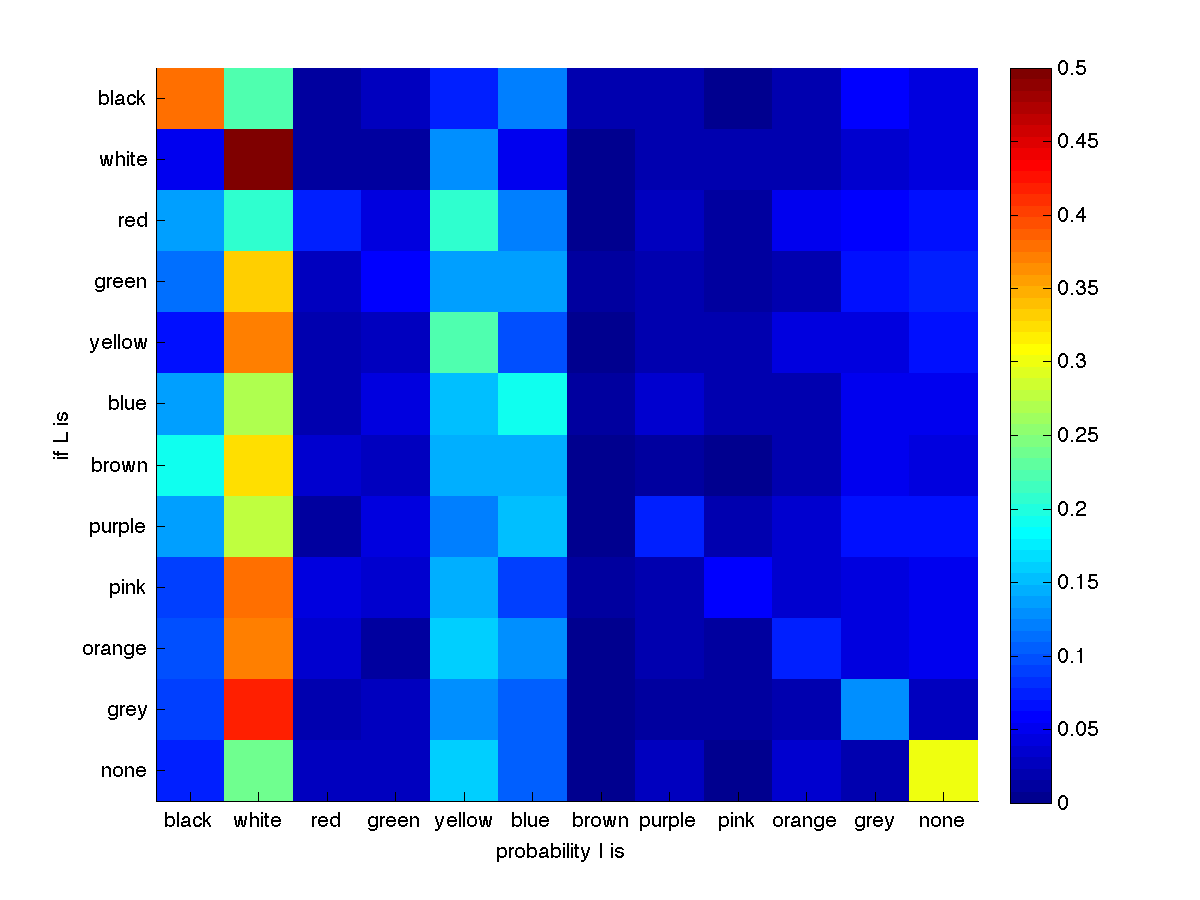 black
white
red
green
yellow
blue
brown
purple
pink
orange
grey
none
if L is
black white red green yellow blue brown purple pink orange grey none
probability I is
0.5
0.45
0.4
0.35
0.3
0.25
0.2
0.15
0.1
0.05
0